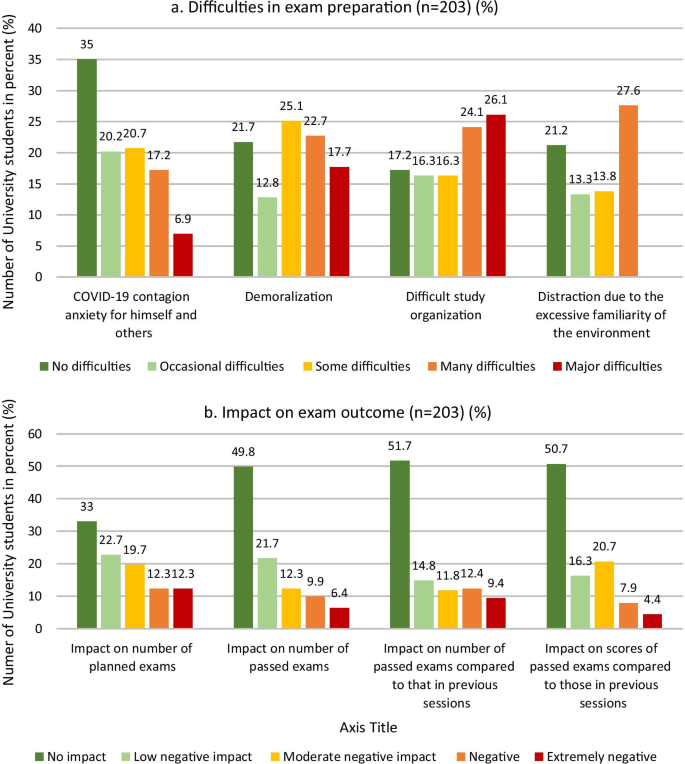 a. Difficulties in exam preparation (n=203) (%)
Number of University students in percent (%)
40
35
30
25
20
15
10
5
0
35 20.2 20.7 17.2 6.9
21.7 12.8 25.1 22.7 17.7
17.2 16.3 16.3 24.1 26.1
21.2 13.3 13.8 27.6
COVID-19 contagion
anxiety for himself and
others
Demoralization
Difficult study
organization
Distraction due to the
excessive familiarity of
the environment
No difficulties Occasional difficulties Some difficulties Many difficulties Major difficulties
b. Impact on exam outcome (n=203) (%)
Numer of University students in percent (%)
60
50
40
30
20
10
0
33 22.7 19.7 12.3 12.3
49.8 21.7 12.3 9.9 6.4
51.7 14.8 11.8 12.4 9.4
50.7 16.3 20.7 7.9 4.4
Impact on number of
planned exams
Impact on number of
passed exams
Impact on number of
passed exams compared
to that in previous
sessions
Impact on scores of
passed exams compared
to those in previous
sessions
Axis Title
No impact Low negative impact Moderate negative impact Negative Extremely negative